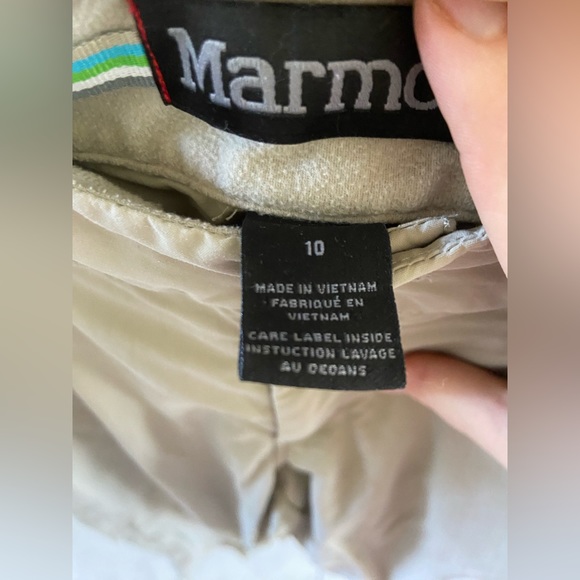 Marmo
10
MADE IN VIETNAM
FABRIQUÉ EN
VIETNAM
CARE LABEL INSIDE
INSTUCTION LAVAGE
AU DEDANS